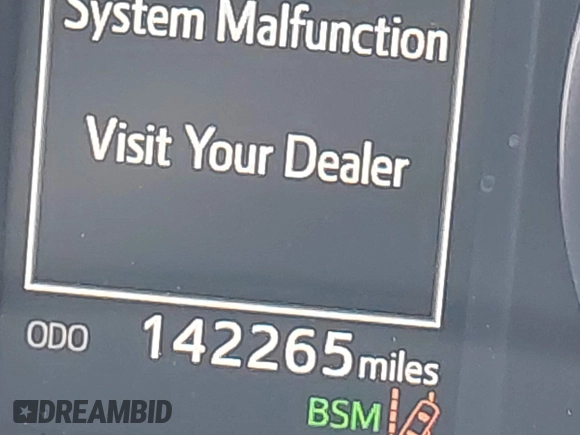 System Malfunction
Visit Your Dealer
ODO 142265 miles
BSM
DREAMBID